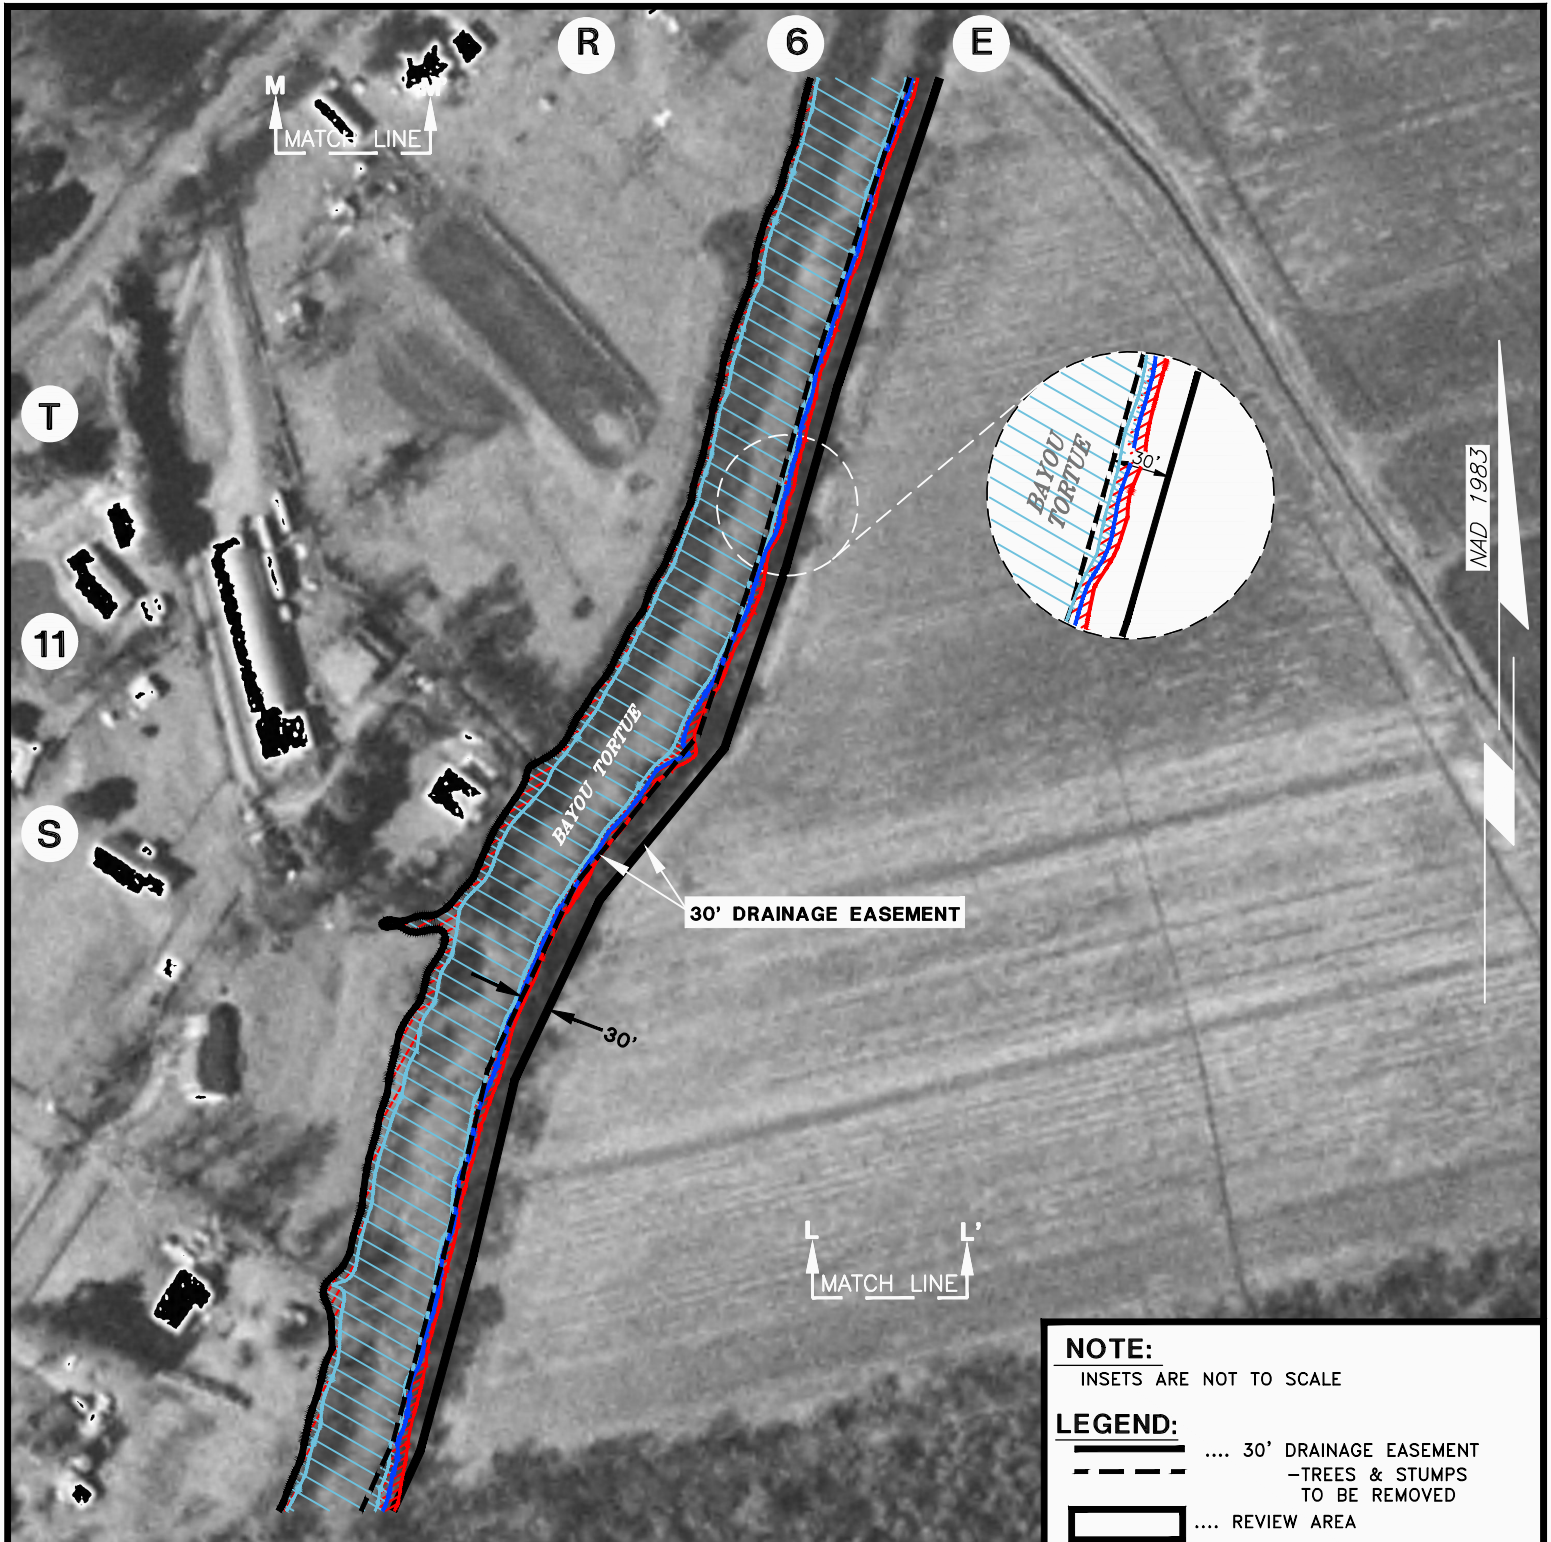 R 6 E
M M'
MATCH LINE
T
11
S
NAD 1983
BAYOU
TORTUE
30'
BAYOU TORTUE
30' DRAINAGE EASEMENT
30'
L L'
MATCH LINE
NOTE:
INSETS ARE NOT TO SCALE
LEGEND:
.... 30' DRAINAGE EASEMENT
-TREES & STUMPS
TO BE REMOVED
.... REVIEW AREA